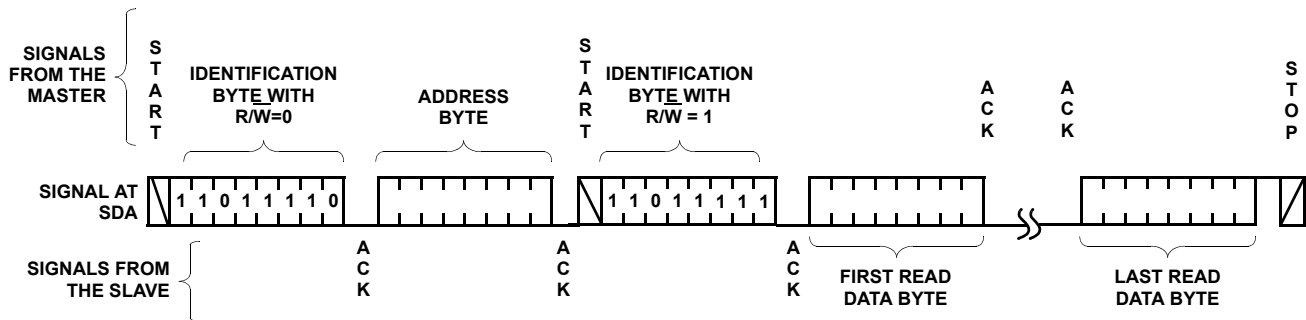 SIGNALS
FROM THE
MASTER
START
IDENTIFICATION
BYTE WITH
R/W=0
ADDRESS
BYTE
START
IDENTIFICATION
BYTE WITH
R/W = 1
ACK
ACK
STOP
SIGNAL AT
SDA
1 1 0 1 1 1 1 0
1 1 0 1 1 1 1 1
SIGNALS FROM
THE SLAVE
ACK
ACK
ACK
FIRST READ
DATA BYTE
LAST READ
DATA BYTE